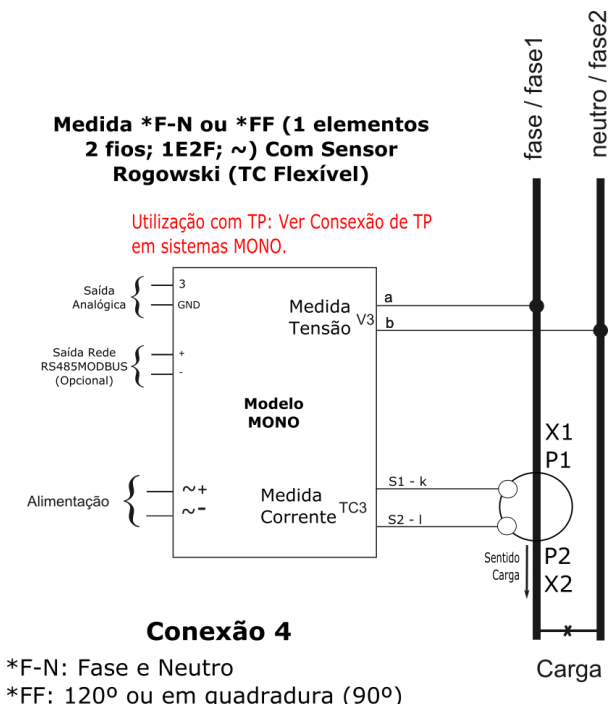 fase / fase1
neutro / fase2
Medida *F-N ou *FF (1 elementos
2 fios; 1E2F; ~) Com Sensor
Rogowski (TC Flexível)
Utilização com TP: Ver Consexão de TP
em sistemas MONO.
Saída
Analógica
3
GND
Medida
Tensão
V3
a
b
Saída Rede
RS485MODBUS
(Opcional)
+
-
Modelo
MONO
X1
P1
Alimentação
~+
~-
Medida
Corrente
TC3
S1 - k
S2 - l
Sentido
Carga
P2
X2
Conexão 4
Carga
*F-N: Fase e Neutro
*FF: 120º ou em quadradura (90º)